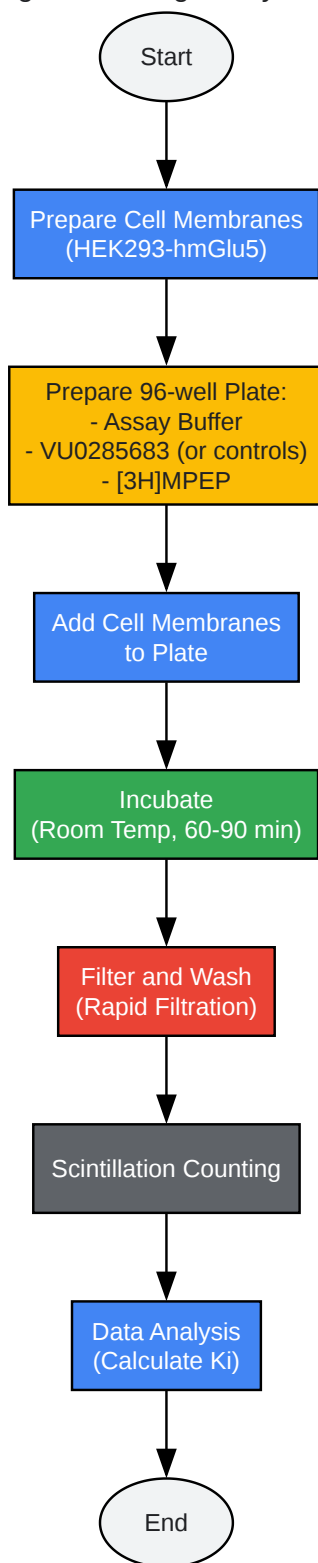 Start
Prepare Cell Membranes
(HEK293-hmGlu5)
Prepare 96-well Plate:
- Assay Buffer
- VU0285683 (or controls)
- [3H]MPEP
Add Cell Membranes
to Plate
Incubate
(Room Temp, 60-90 min)
Filter and Wash
(Rapid Filtration)
Scintillation Counting
Data Analysis
(Calculate Ki)
End